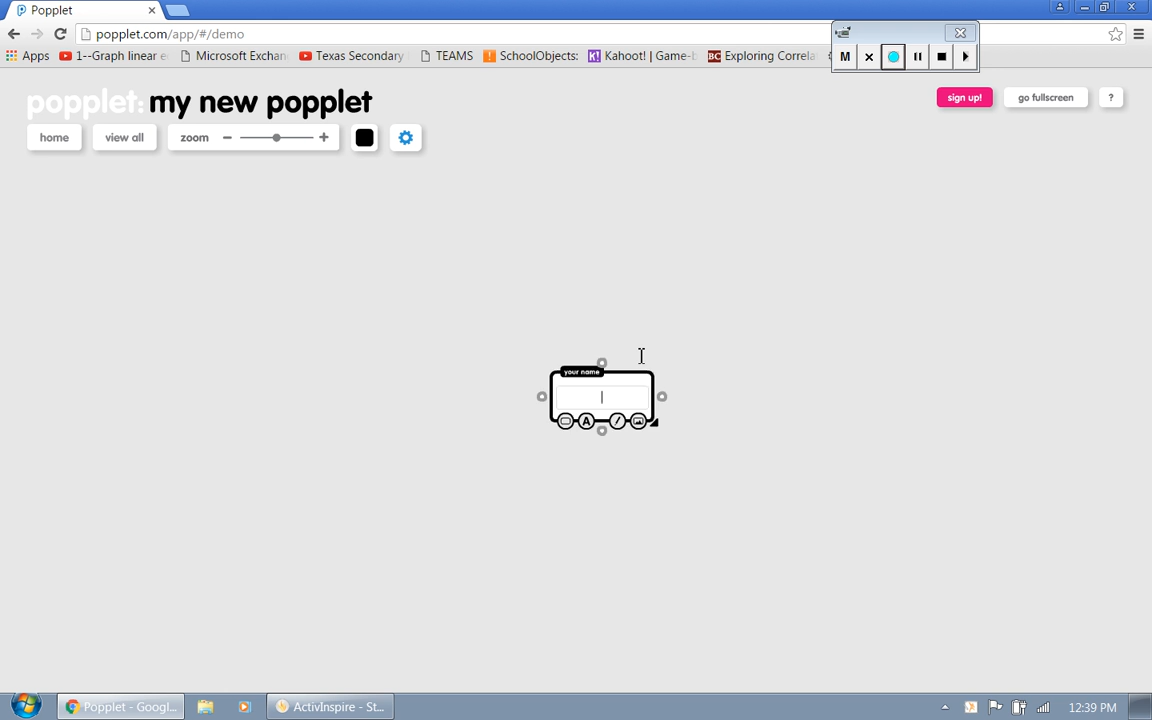 Popplet
popplet.com/app/#/demo
Apps
1--Graph linear e
Microsoft Exchan
Texas Secondary
TEAMS
SchoolObjects:
K! Kahoot! | Game-b
BC Exploring Correla
M
popplet: my new popplet
sign up!
go fullscreen
?
home
view all
zoom
your name
A
Popplet - Googl...
ActivInspire - St...
12:39 PM